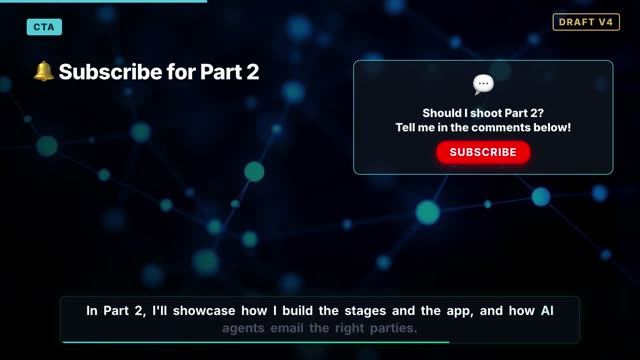 CTA
DRAFT V4
🔔 Subscribe for Part 2
💬
Should I shoot Part 2?
Tell me in the comments below!
SUBSCRIBE
In Part 2, I'll showcase how I build the stages and the app, and how AI
agents email the right parties.